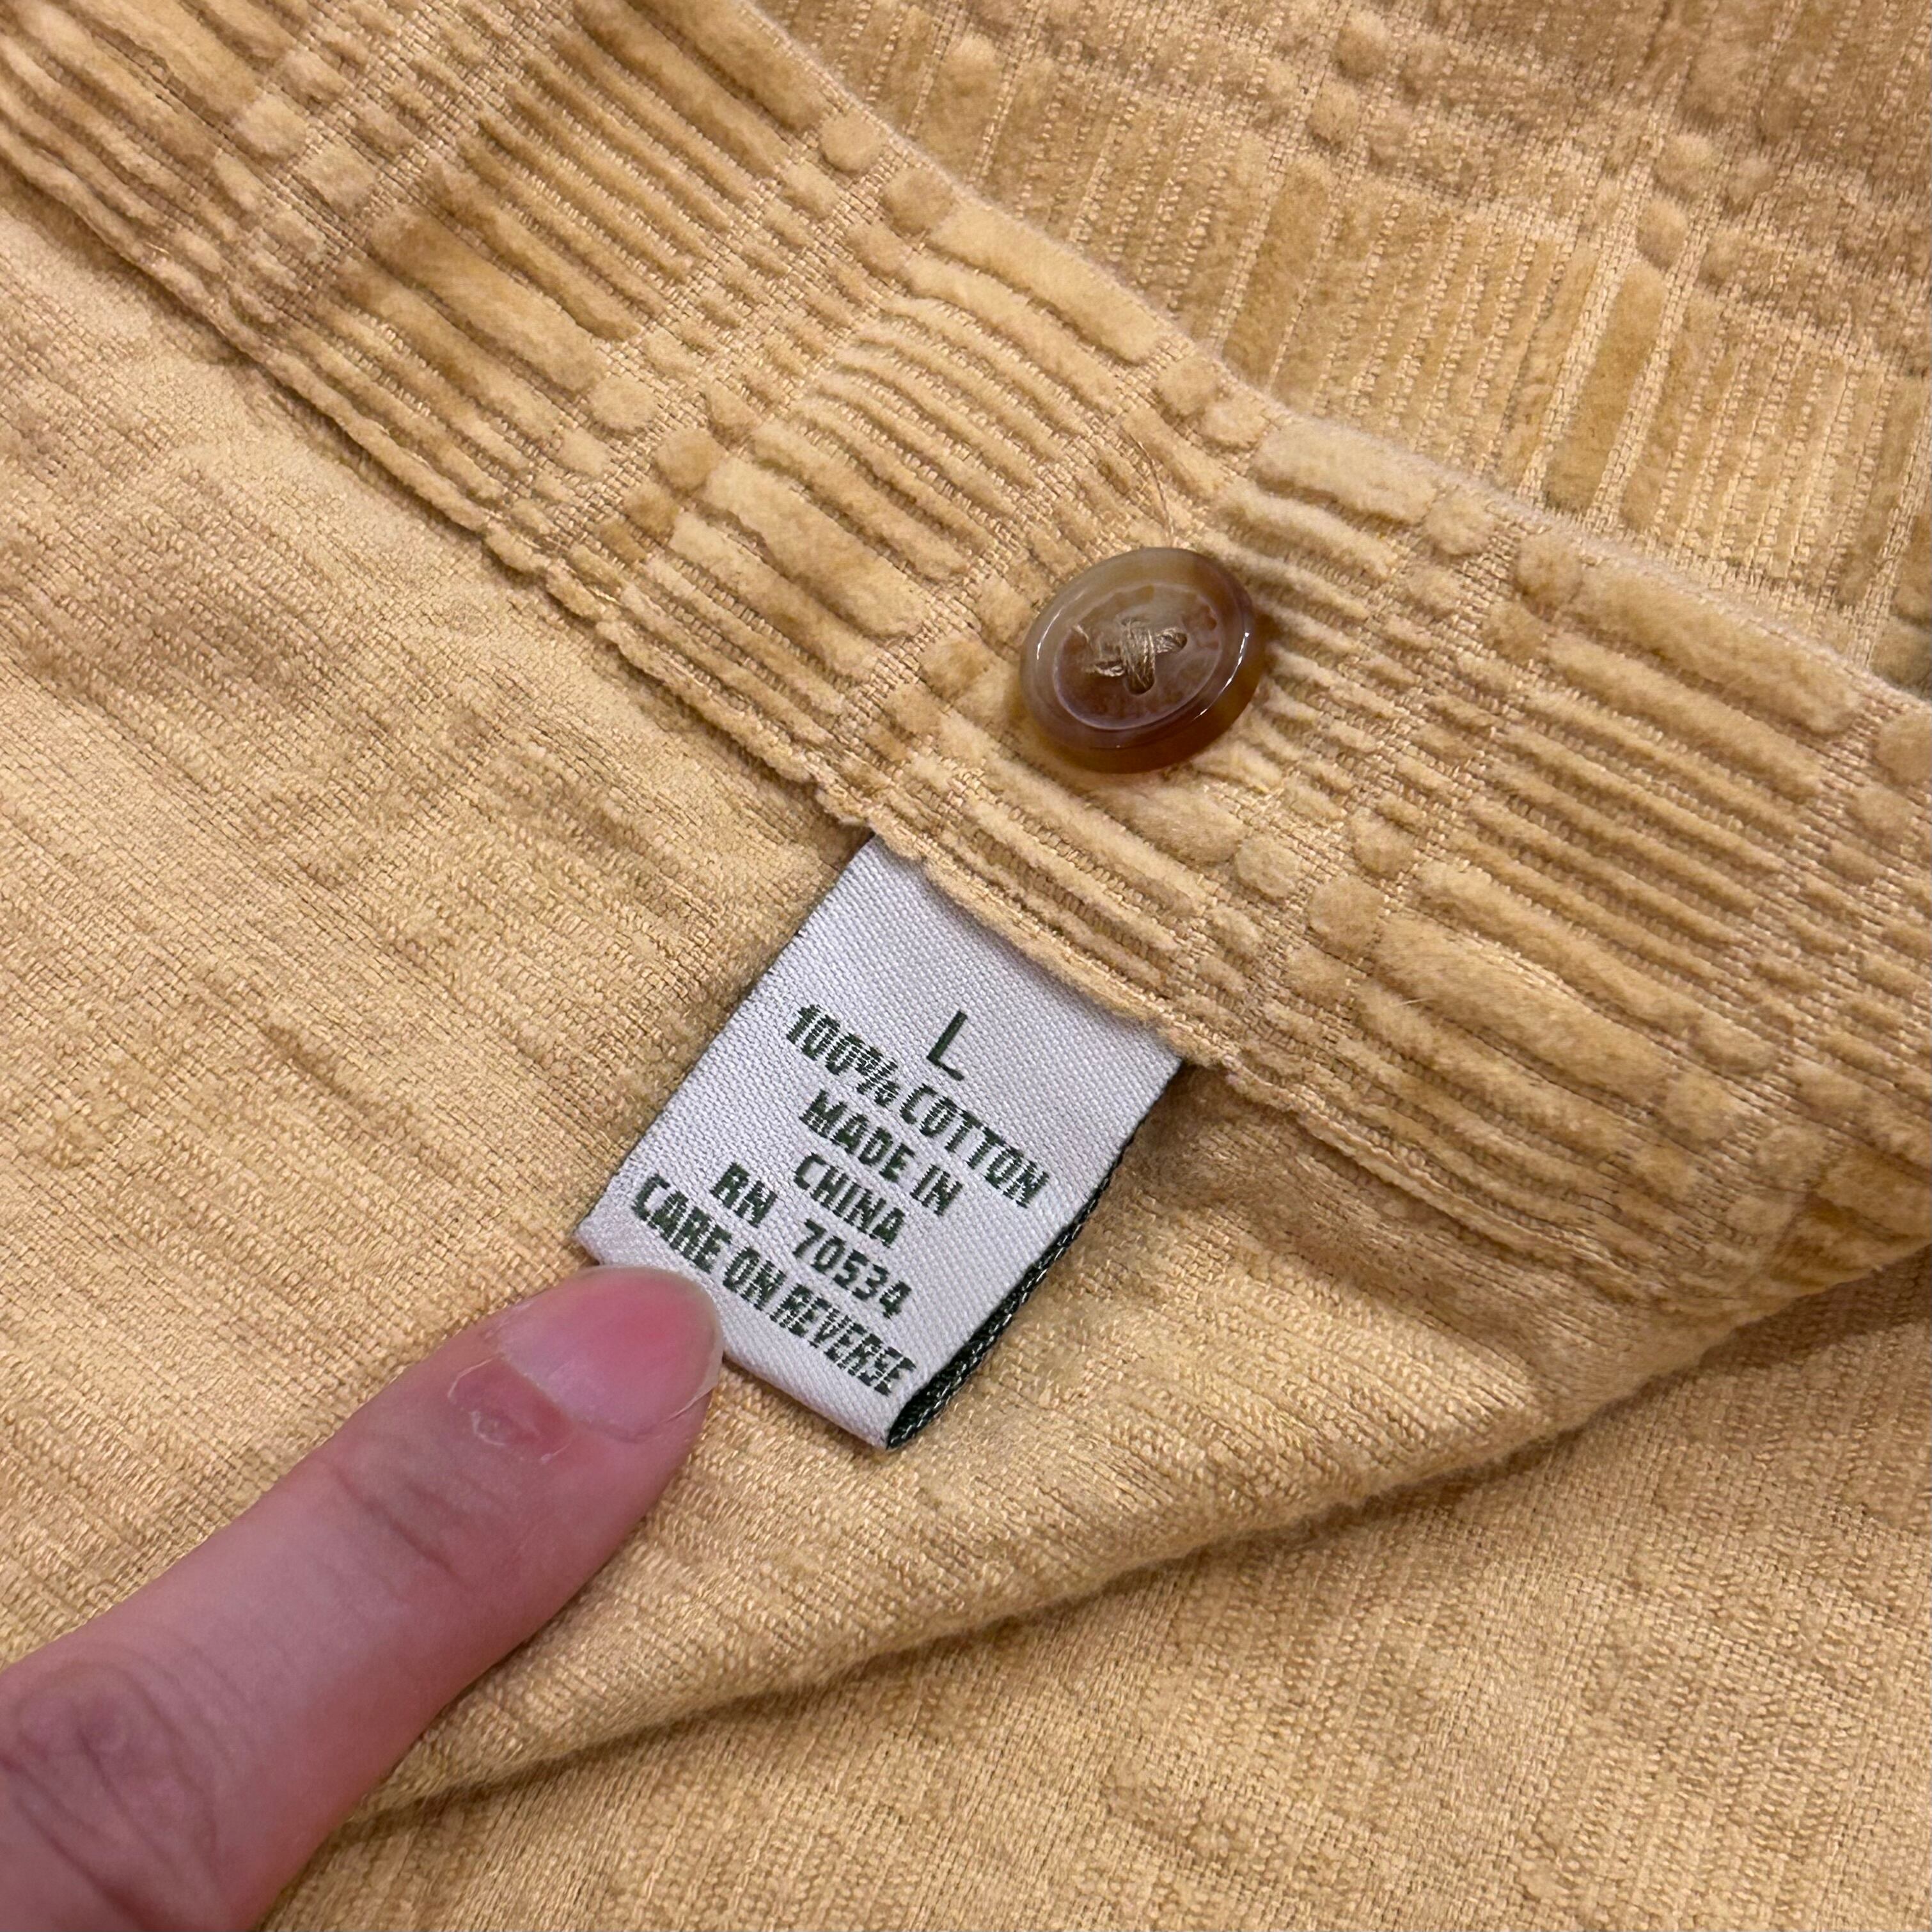 L
100% COTTON
MADE IN
CHINA
RN 70534
CARE ON REVERSE